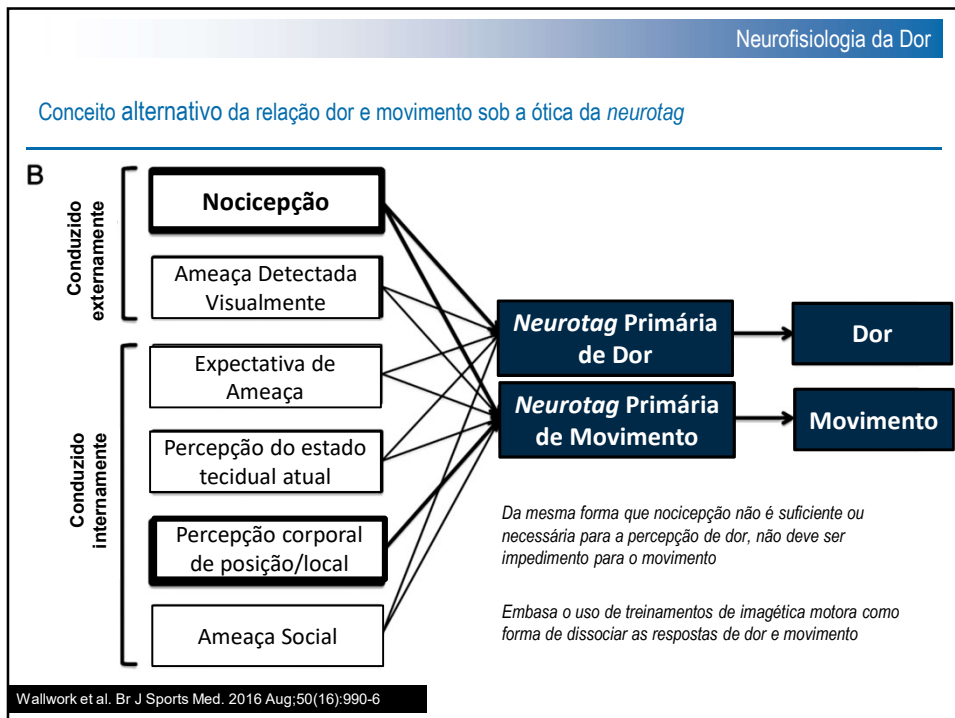 Neurofisiologia da Dor
Conceito alternativo da relação dor e movimento sob a ótica da neurotag
B
Conduzido
externamente
Nocicepção
Ameaça Detectada
Visualmente
Conduzido
internamente
Expectativa de
Ameaça
Percepção do estado
tecidual atual
Percepção corporal
de posição/local
Ameaça Social
Neurotag Primária
de Dor
Dor
Neurotag Primária
de Movimento
Movimento
Da mesma forma que nocicepção não é suficiente ou
necessária para a percepção de dor, não deve ser
impedimento para o movimento
Embasa o uso de treinamentos de imagética motora como
forma de dissociar as respostas de dor e movimento
Wallwork et al. Br J Sports Med. 2016 Aug;50(16):990-6